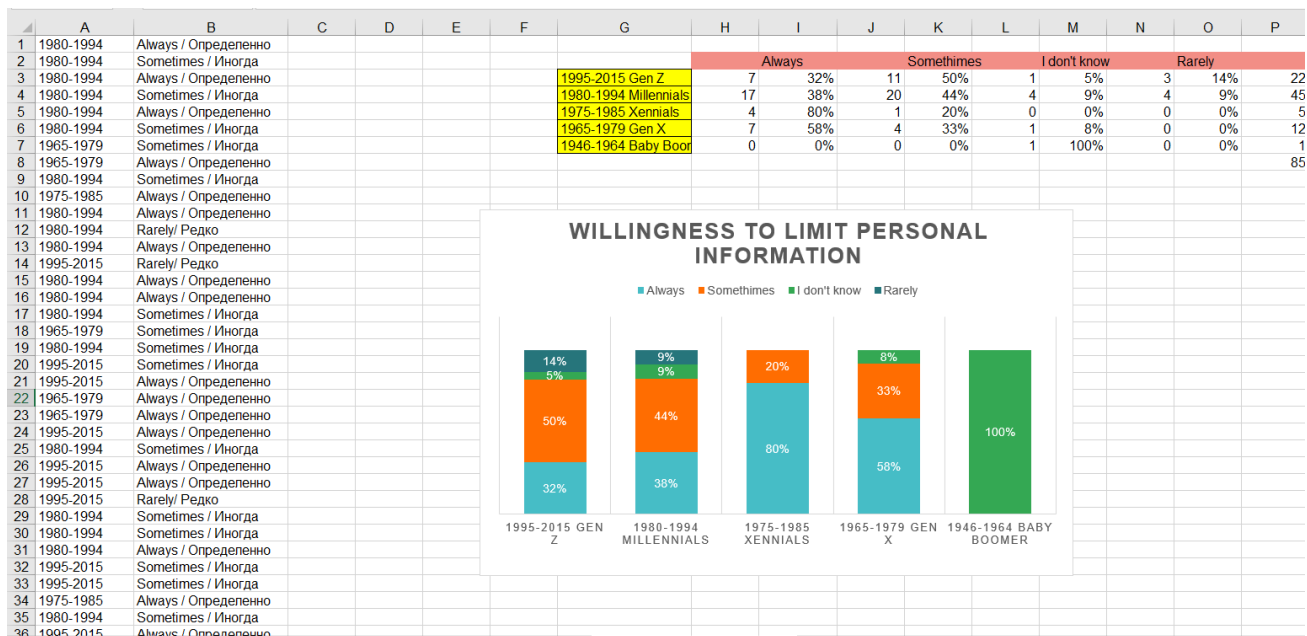 A B C D E F G H I J K L M N O P
1 1980-1994 Always / Определенно
2 1980-1994 Sometimes / Иногда Always Somethimes I don't know Rarely
3 1980-1994 Always / Определенно 1995-2015 Gen Z 7 32% 11 50% 1 5% 3 14% 22
4 1980-1994 Sometimes / Иногда 1980-1994 Millennials 17 38% 20 44% 4 9% 4 9% 45
5 1980-1994 Always / Определенно 1975-1985 Xennials 4 80% 1 20% 0 0% 0 0% 5
6 1980-1994 Sometimes / Иногда 1965-1979 Gen X 7 58% 4 33% 1 8% 0 0% 12
7 1965-1979 Sometimes / Иногда 1946-1964 Baby Boor 0 0% 0 0% 1 100% 0 0% 1
8 1965-1979 Always / Определенно 85
9 1980-1994 Sometimes / Иногда
10 1975-1985 Always / Определенно
11 1980-1994 Always / Определенно
12 1980-1994 Rarely/ Редко
13 1980-1994 Always / Определенно
14 1995-2015 Rarely/ Редко
15 1980-1994 Always / Определенно
16 1980-1994 Always / Определенно
17 1980-1994 Sometimes / Иногда
18 1965-1979 Sometimes / Иногда
19 1980-1994 Sometimes / Иногда
20 1995-2015 Sometimes / Иногда
21 1995-2015 Always / Определенно
22 1965-1979 Always / Определенно
23 1965-1979 Always / Определенно
24 1995-2015 Always / Определенно
25 1980-1994 Sometimes / Иногда
26 1995-2015 Always / Определенно
27 1995-2015 Always / Определенно
28 1995-2015 Rarely/ Редко
29 1980-1994 Sometimes / Иногда
30 1980-1994 Sometimes / Иногда
31 1980-1994 Always / Определенно
32 1995-2015 Sometimes / Иногда
33 1995-2015 Sometimes / Иногда
34 1975-1985 Always / Определенно
35 1980-1994 Sometimes / Иногда
36 1995-2015 Always / Определенно
WILLINGNESS TO LIMIT PERSONAL
INFORMATION
Always Somethimes I don't know Rarely
14% 9% 8%
5% 9% 20%
50% 44% 33%
32% 38% 80% 58% 100%
1995-2015 GEN 1980-1994 1975-1985 1965-1979 GEN 1946-1964 BABY
Z MILLENNIALS XENNIALS X BOOMER